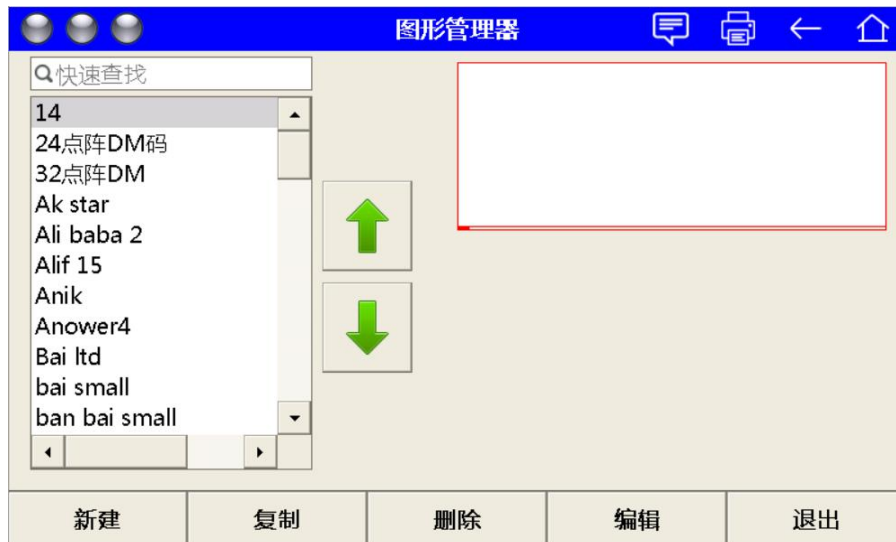 图形管理器
快速查找
14
24点阵DM码
32点阵DM
Ak star
Ali baba 2
Alif 15
Anik
Anower4
Bai ltd
bai small
ban bai small
新建
复制
删除
编辑
退出